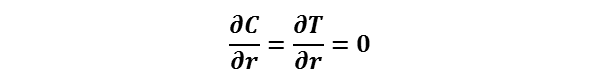 ∂C/∂r = ∂T/∂r = 0